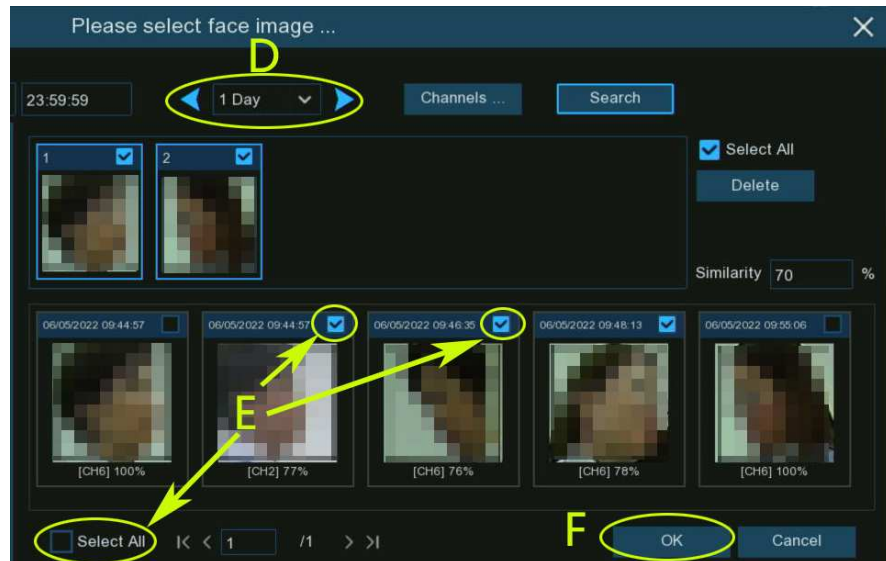 Please select face image ...
D
23:59:59 1 Day Channels ... Search
1 2
Select All
Delete
Similarity 70 %
06/05/2022 09:44:57 06/05/2022 09:44:57 06/05/2022 09:46:35 06/05/2022 09:48:13 06/05/2022 09:55:06
E
[CH6] 100% [CH2] 77% [CH6] 76% [CH6] 78% [CH6] 100%
Select All 1 /1 F OK Cancel